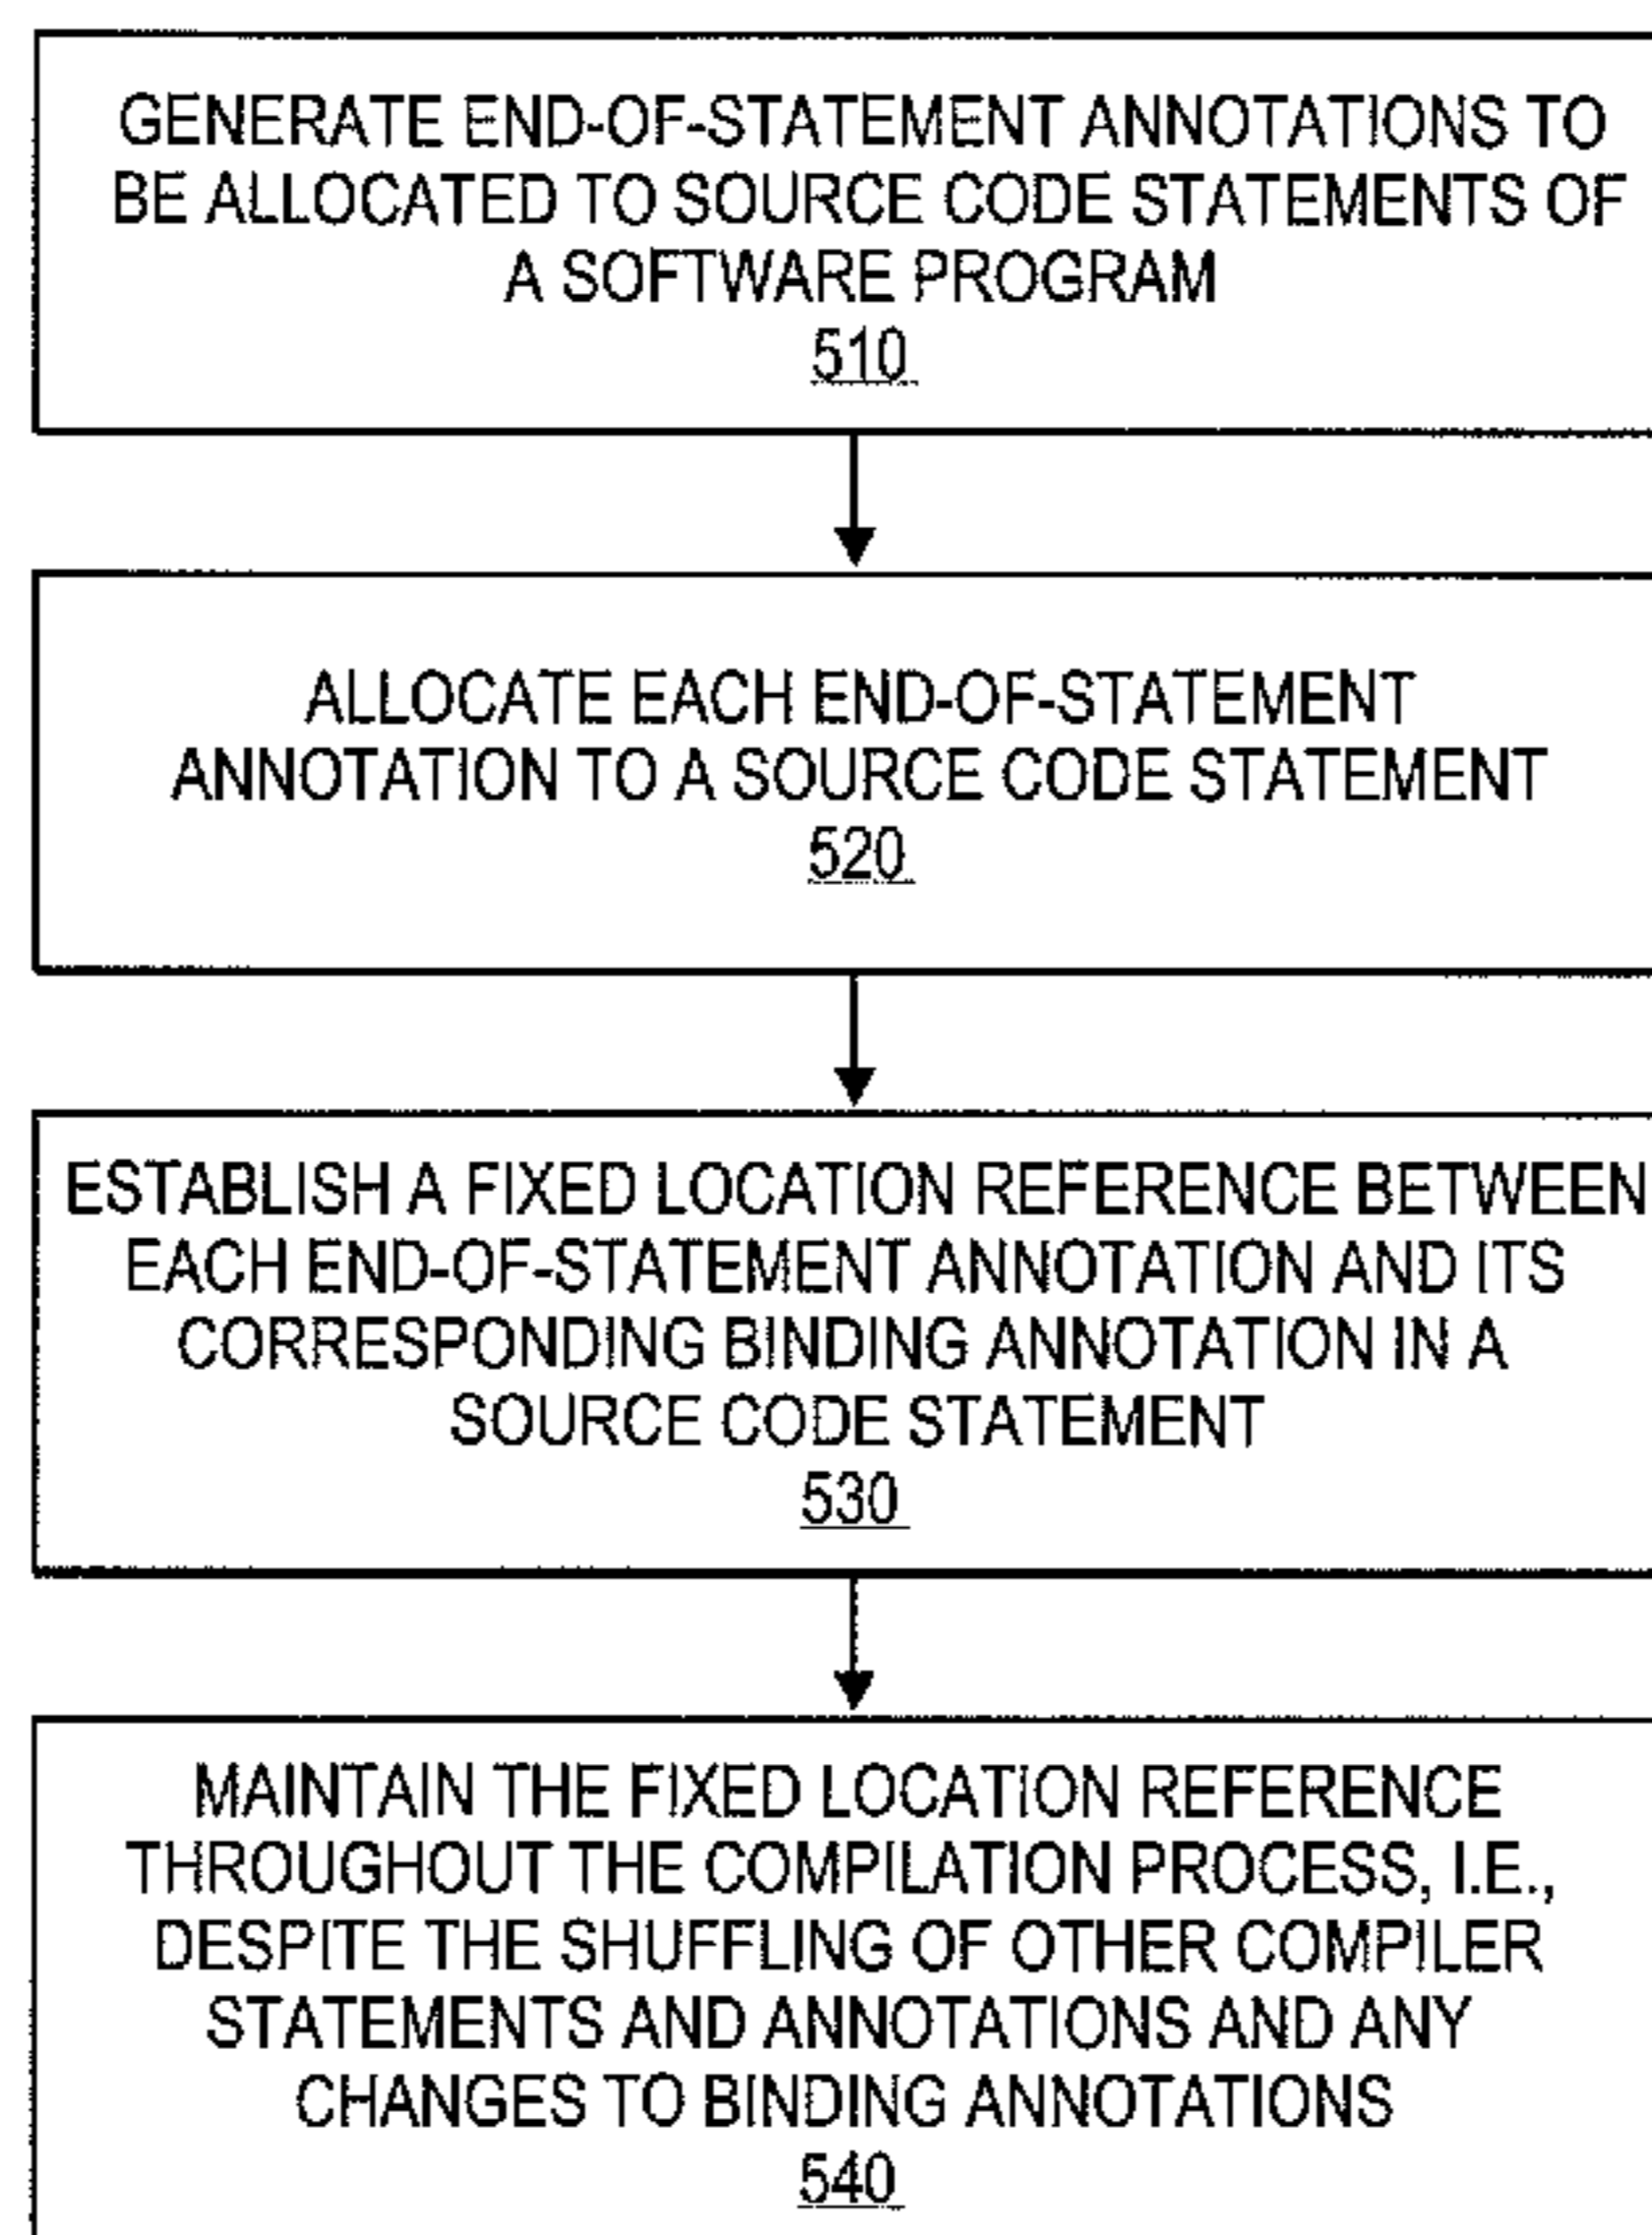 GENERATE END-OF-STATEMENT ANNOTATIONS TO
BE ALLOCATED TO SOURCE CODE STATEMENTS OF
A SOFTWARE PROGRAM
510
ALLOCATE EACH END-OF-STATEMENT
ANNOTATION TO A SOURCE CODE STATEMENT
520
ESTABLISH A FIXED LOCATION REFERENCE BETWEEN
EACH END-OF-STATEMENT ANNOTATION AND ITS
CORRESPONDING BINDING ANNOTATION IN A
SOURCE CODE STATEMENT
530
MAINTAIN THE FIXED LOCATION REFERENCE
THROUGHOUT THE COMPILATION PROCESS, I.E.,
DESPITE THE SHUFFLING OF OTHER COMPILER
STATEMENTS AND ANNOTATIONS AND ANY
CHANGES TO BINDING ANNOTATIONS
540